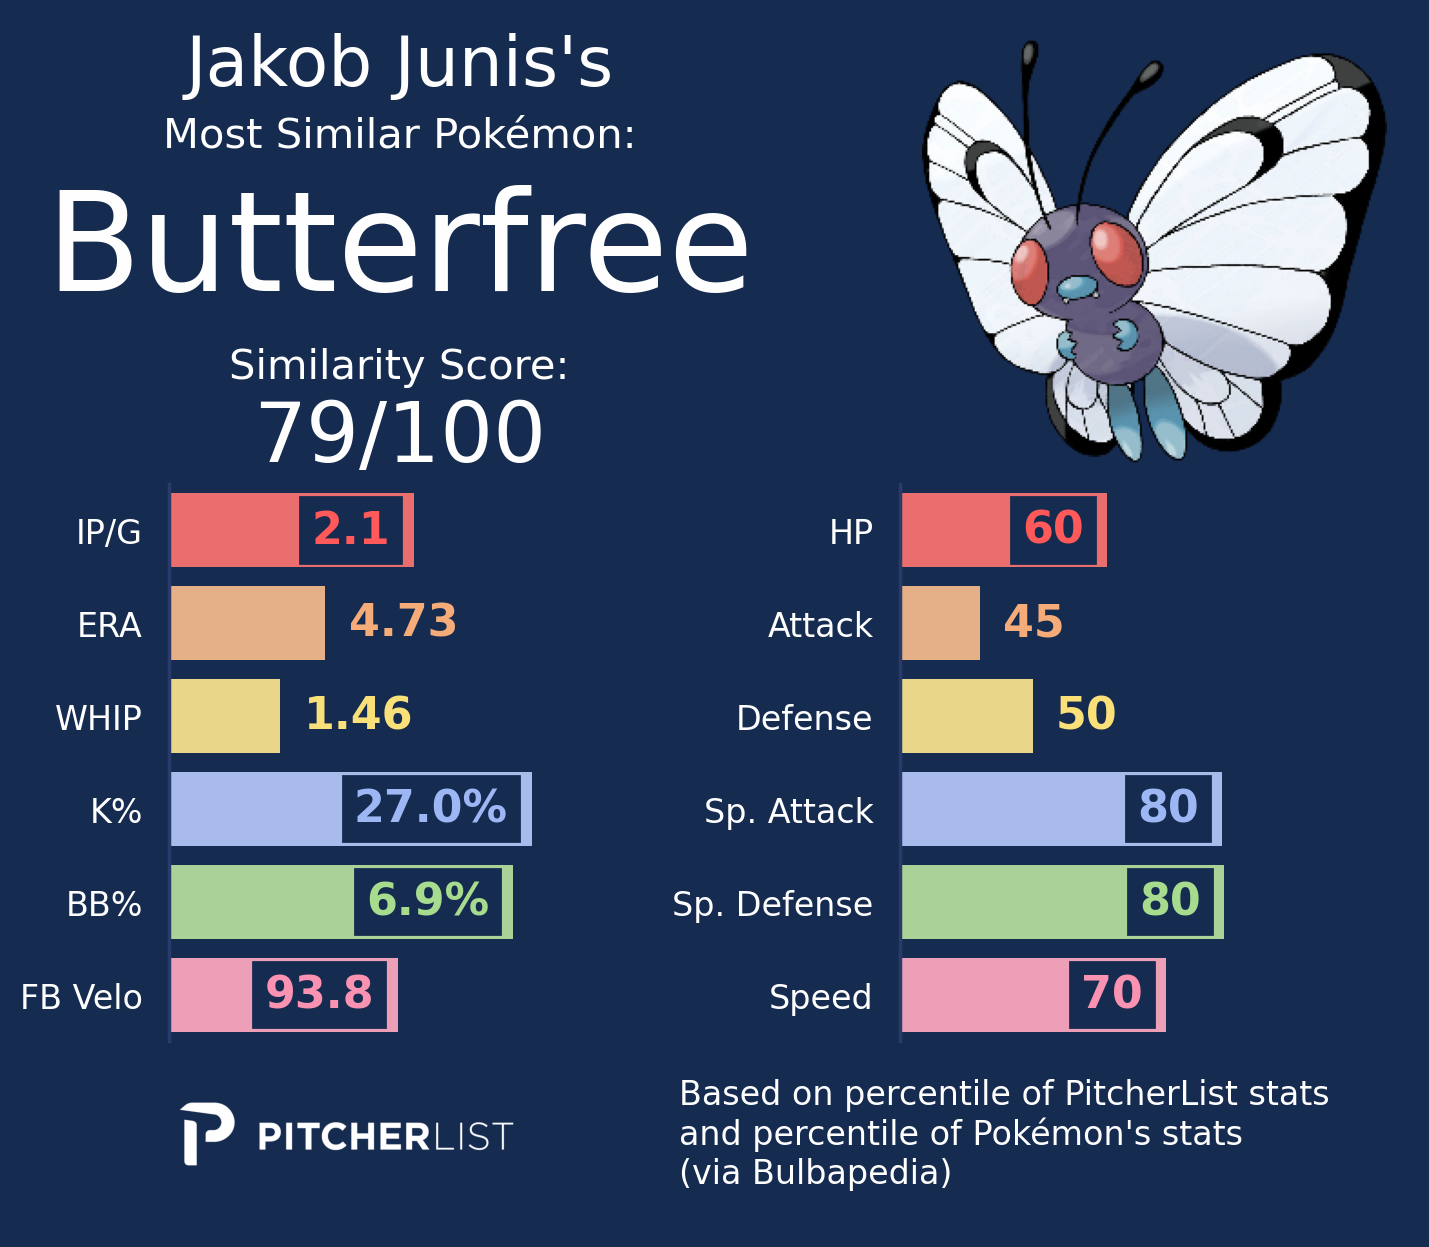 Jakob Junis's
Most Similar Pokémon:
Butterfree
Similarity Score:
79/100
IP/G 2.1
ERA 4.73
WHIP 1.46
K% 27.0%
BB% 6.9%
FB Velo 93.8
HP 60
Attack 45
Defense 50
Sp. Attack 80
Sp. Defense 80
Speed 70
PITCHERLIST
Based on percentile of PitcherList stats
and percentile of Pokémon's stats
(via Bulbapedia)